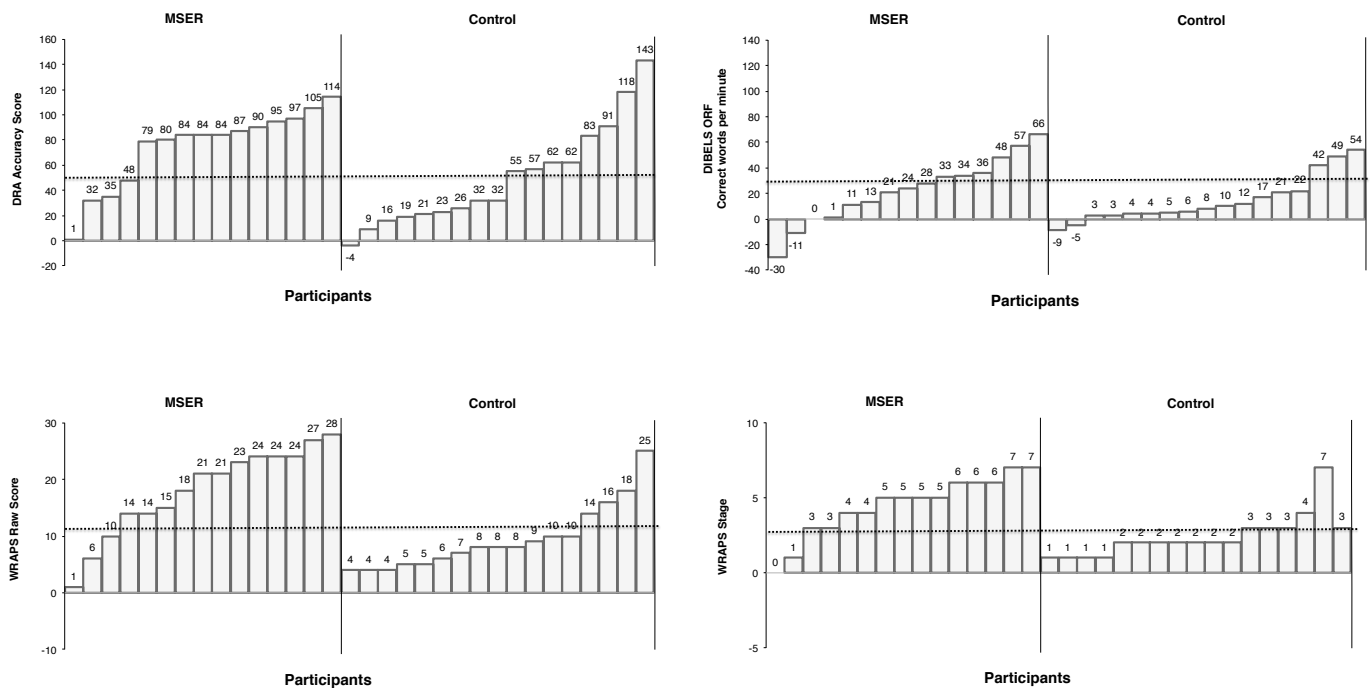 MSER Control
DRA Accuracy Score
160
140
120
100
80
60
40
20
0
-20
1 32 35 48 79 80 84 84 84 87 90 95 97 105 114
-4 9 16 19 21 23 26 32 32 55 57 62 62 83 91 118 143
Participants
MSER Control
DIBELS ORF
Correct words per minute
140
120
100
80
60
40
20
0
-20
-40
-30 -11 0 1 11 13 21 24 28 33 34 36 48 57 66
-9 -5 3 3 4 4 5 6 8 10 12 17 21 22 42 49 54
Participants
MSER Control
WRAPS Raw Score
30
20
10
0
-10
1 6 10 14 14 15 18 21 21 23 24 24 24 27 28
4 4 4 5 5 6 7 8 8 8 9 10 10 14 16 18 25
Participants
MSER Control
WRAPS Stage
10
5
0
-5
0 1 3 3 4 4 5 5 5 5 6 6 6 7 7
1 1 1 1 2 2 2 2 2 2 2 3 3 3 4 7 3
Participants